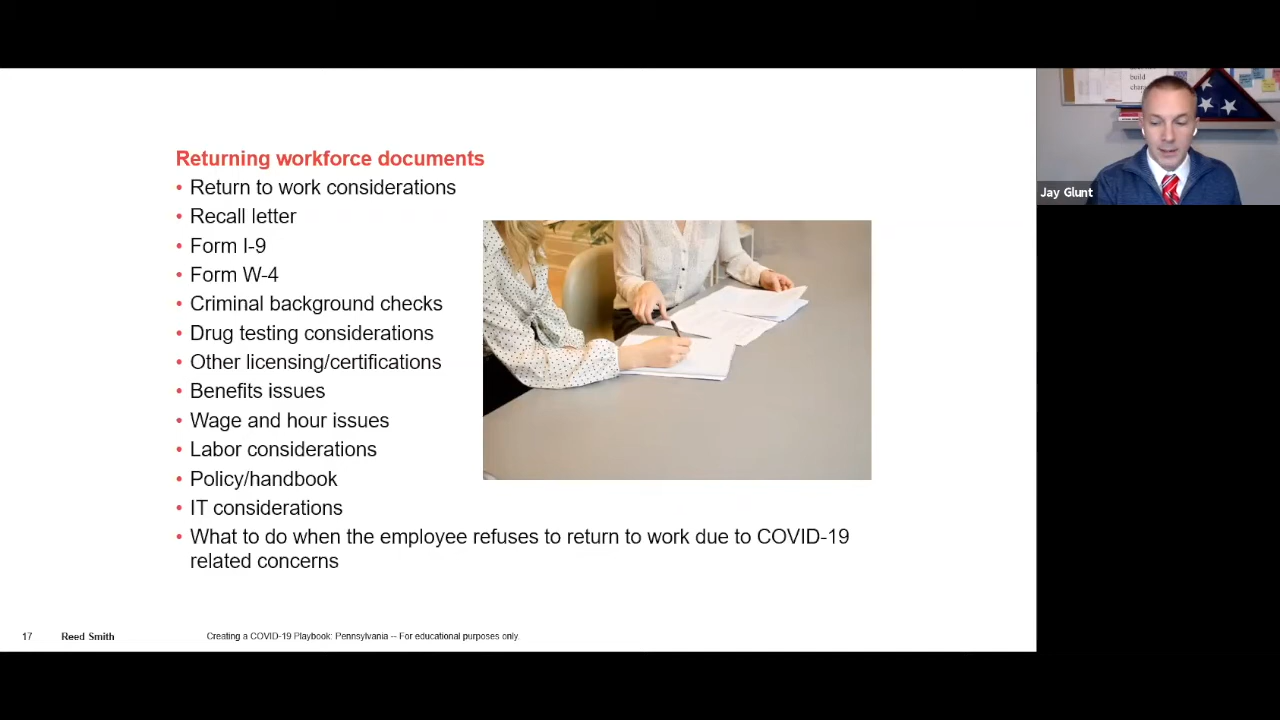 Returning workforce documents
• Return to work considerations
• Recall letter
• Form I-9
• Form W-4
• Criminal background checks
• Drug testing considerations
• Other licensing/certifications
• Benefits issues
• Wage and hour issues
• Labor considerations
• Policy/handbook
• IT considerations
• What to do when the employee refuses to return to work due to COVID-19
related concerns
17 Reed Smith Creating a COVID-19 Playbook: Pennsylvania -- For educational purposes only.
build
Jay Glunt